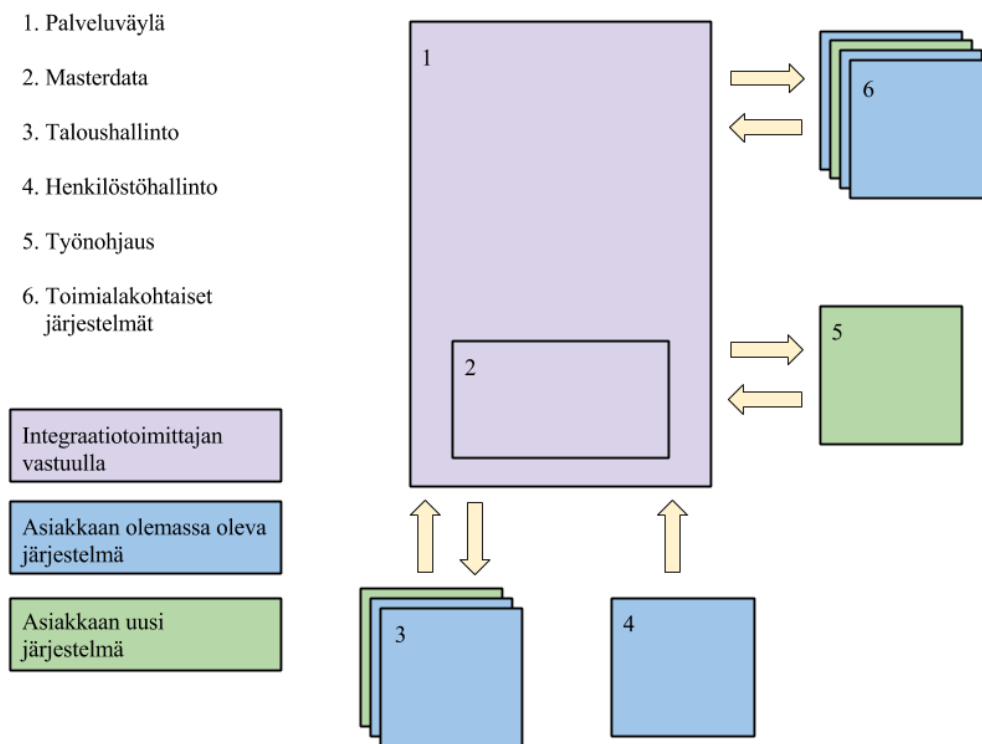 1. Palveluväylä
2. Masterdata
3. Taloushallinto
4. Henkilöstöhallinto
5. Työnohjaus
6. Toimialakohtaiset
järjestelmät
Integraatiotoimittajan
vastuulla
Asiakkaan olemassa oleva
järjestelmä
Asiakkaan uusi
järjestelmä
1
2
6
5
3
4